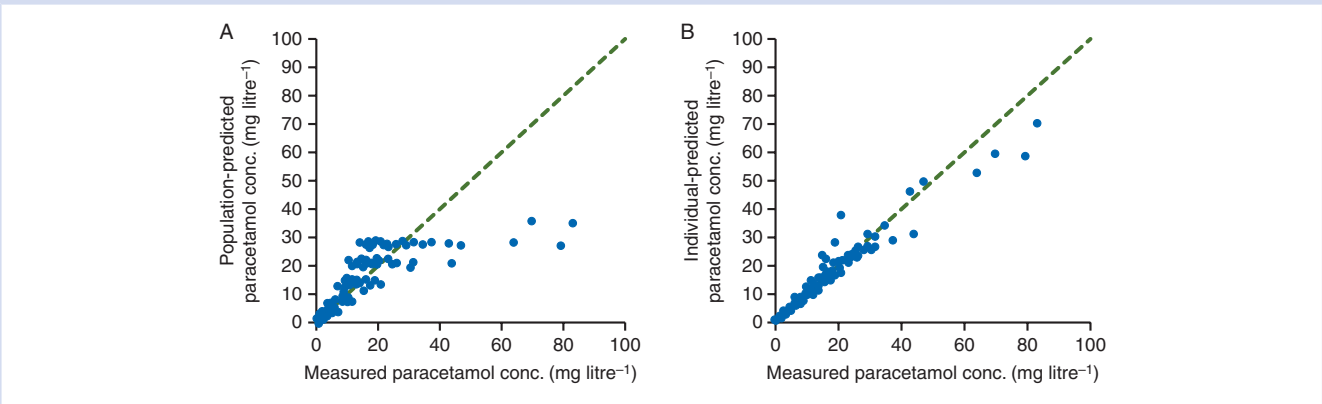 A
100
90
80
70
60
50
40
30
20
10
0
Population-predicted
paracetamol conc. (mg litre⁻¹)
0 20 40 60 80 100
Measured paracetamol conc. (mg litre⁻¹)
B
100
90
80
70
60
50
40
30
20
10
0
Individual-predicted
paracetamol conc. (mg litre⁻¹)
0 20 40 60 80 100
Measured paracetamol conc. (mg litre⁻¹)